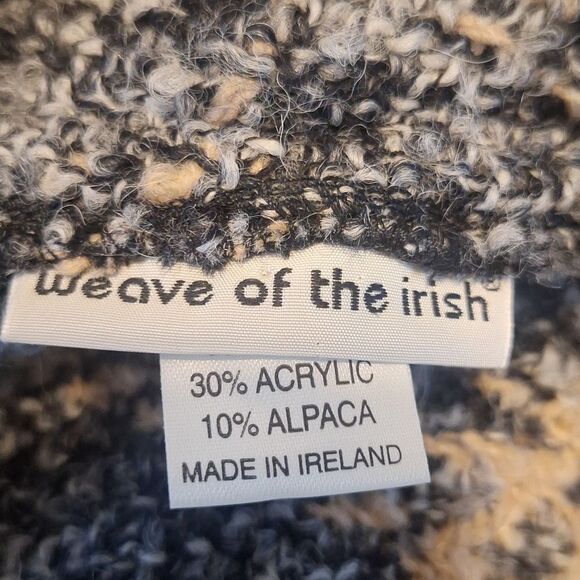 weave of the irish®
30% ACRYLIC
10% ALPACA
MADE IN IRELAND